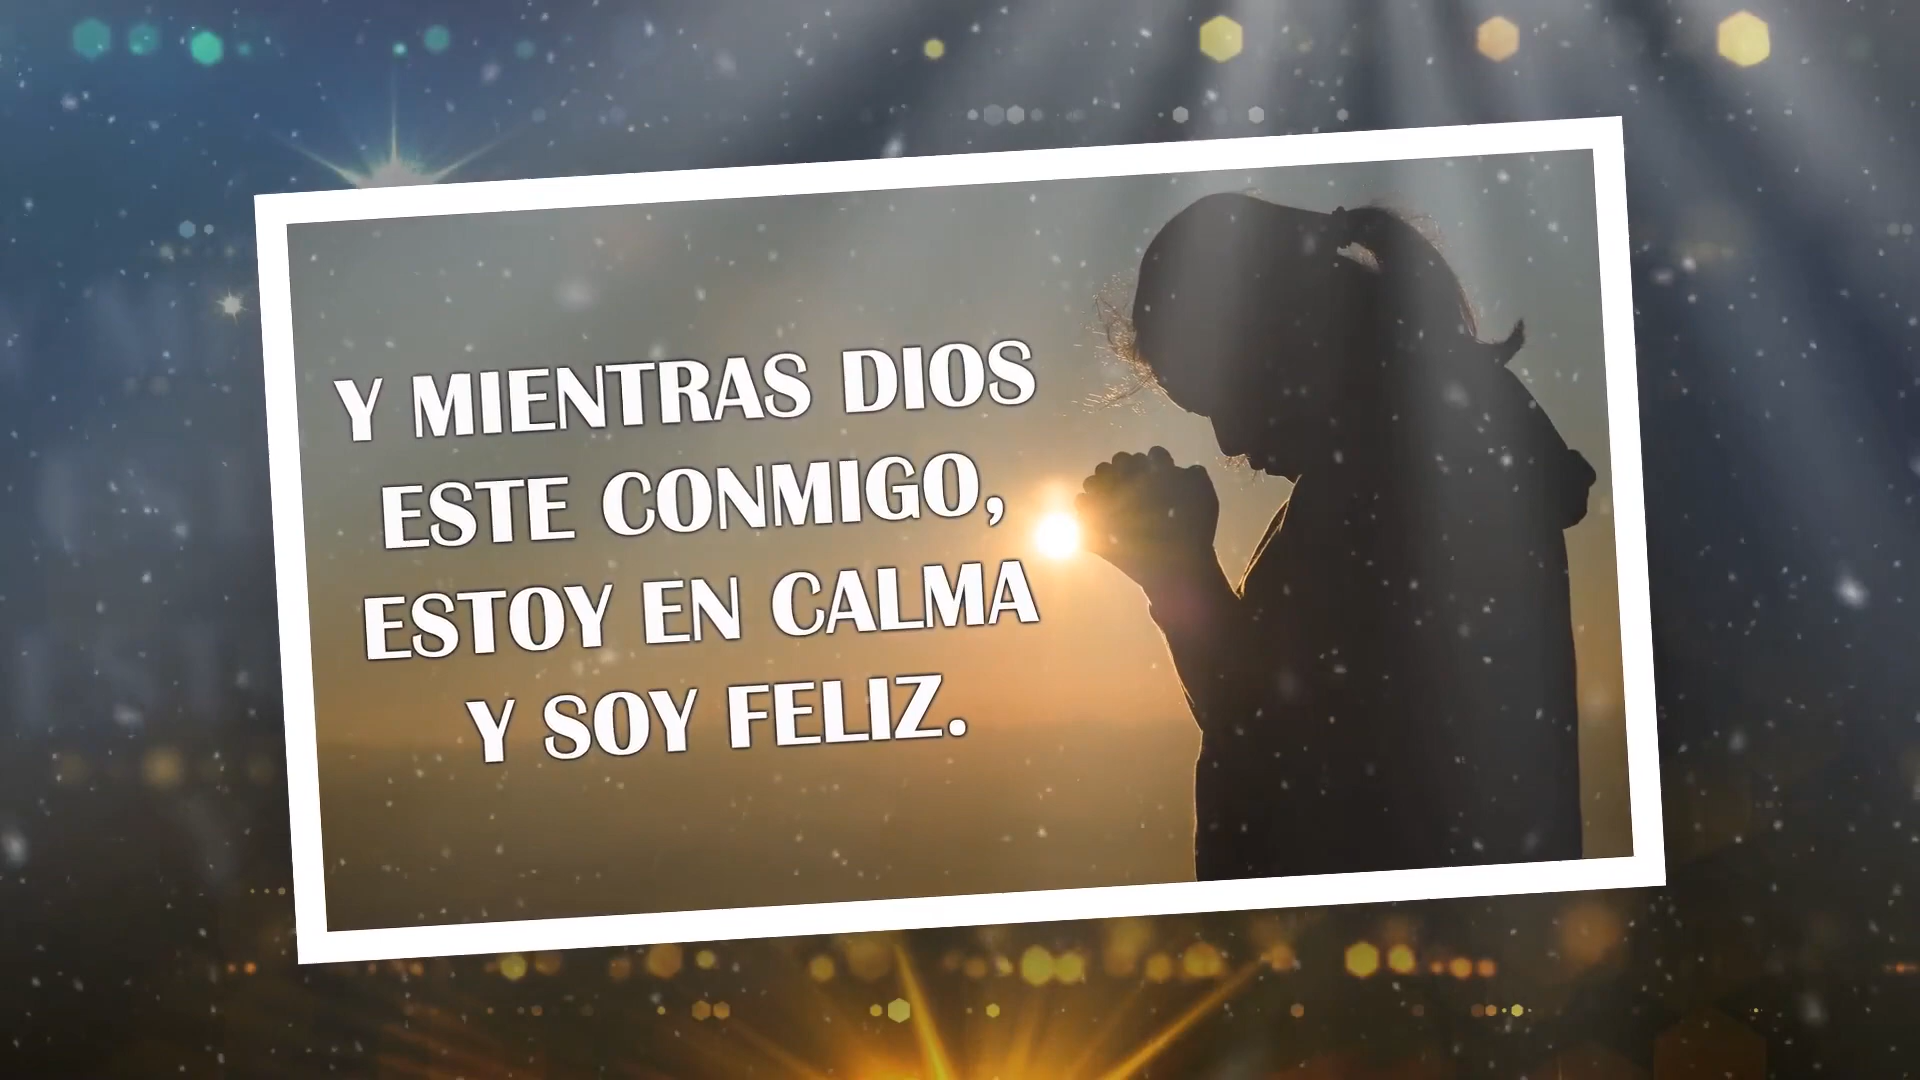 Y MIENTRAS DIOS
ESTE CONMIGO,
ESTOY EN CALMA
Y SOY FELIZ.